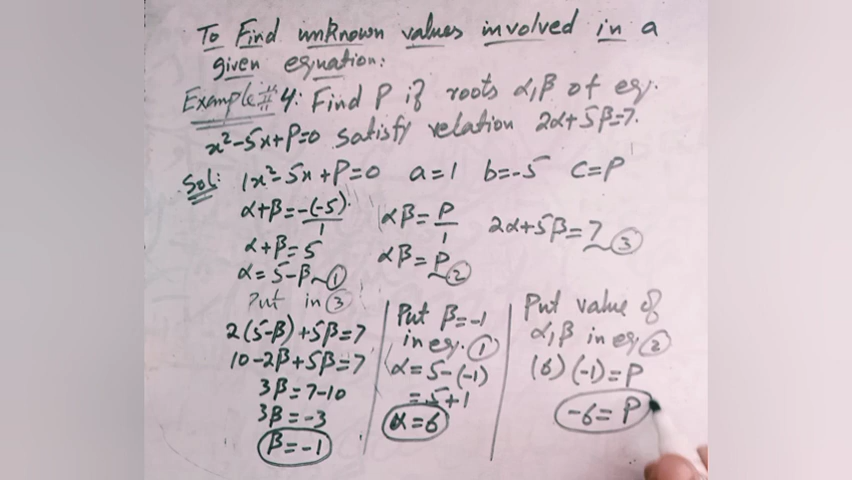 To Find unknown values involved in a
given equation:
Example # 4: Find P if roots α,β of eq.
x²-5x+P=0 satisfy relation 2α+5β=7.
Sol: 1x²-5x+P=0 a=1 b=-5 c=P
α+β=-(-5)/1
α+β=5
α=5-β ①
Put in ③
αβ=P/1
αβ=P ②
2α+5β=7 ③
2(5-β)+5β=7
10-2β+5β=7
3β=7-10
3β=-3
β=-1
Put β=-1
in eq. ①
α=5-(-1)
=5+1
α=6
Put value of
α,β in eq ②
(6)(-1)=P
-6=P